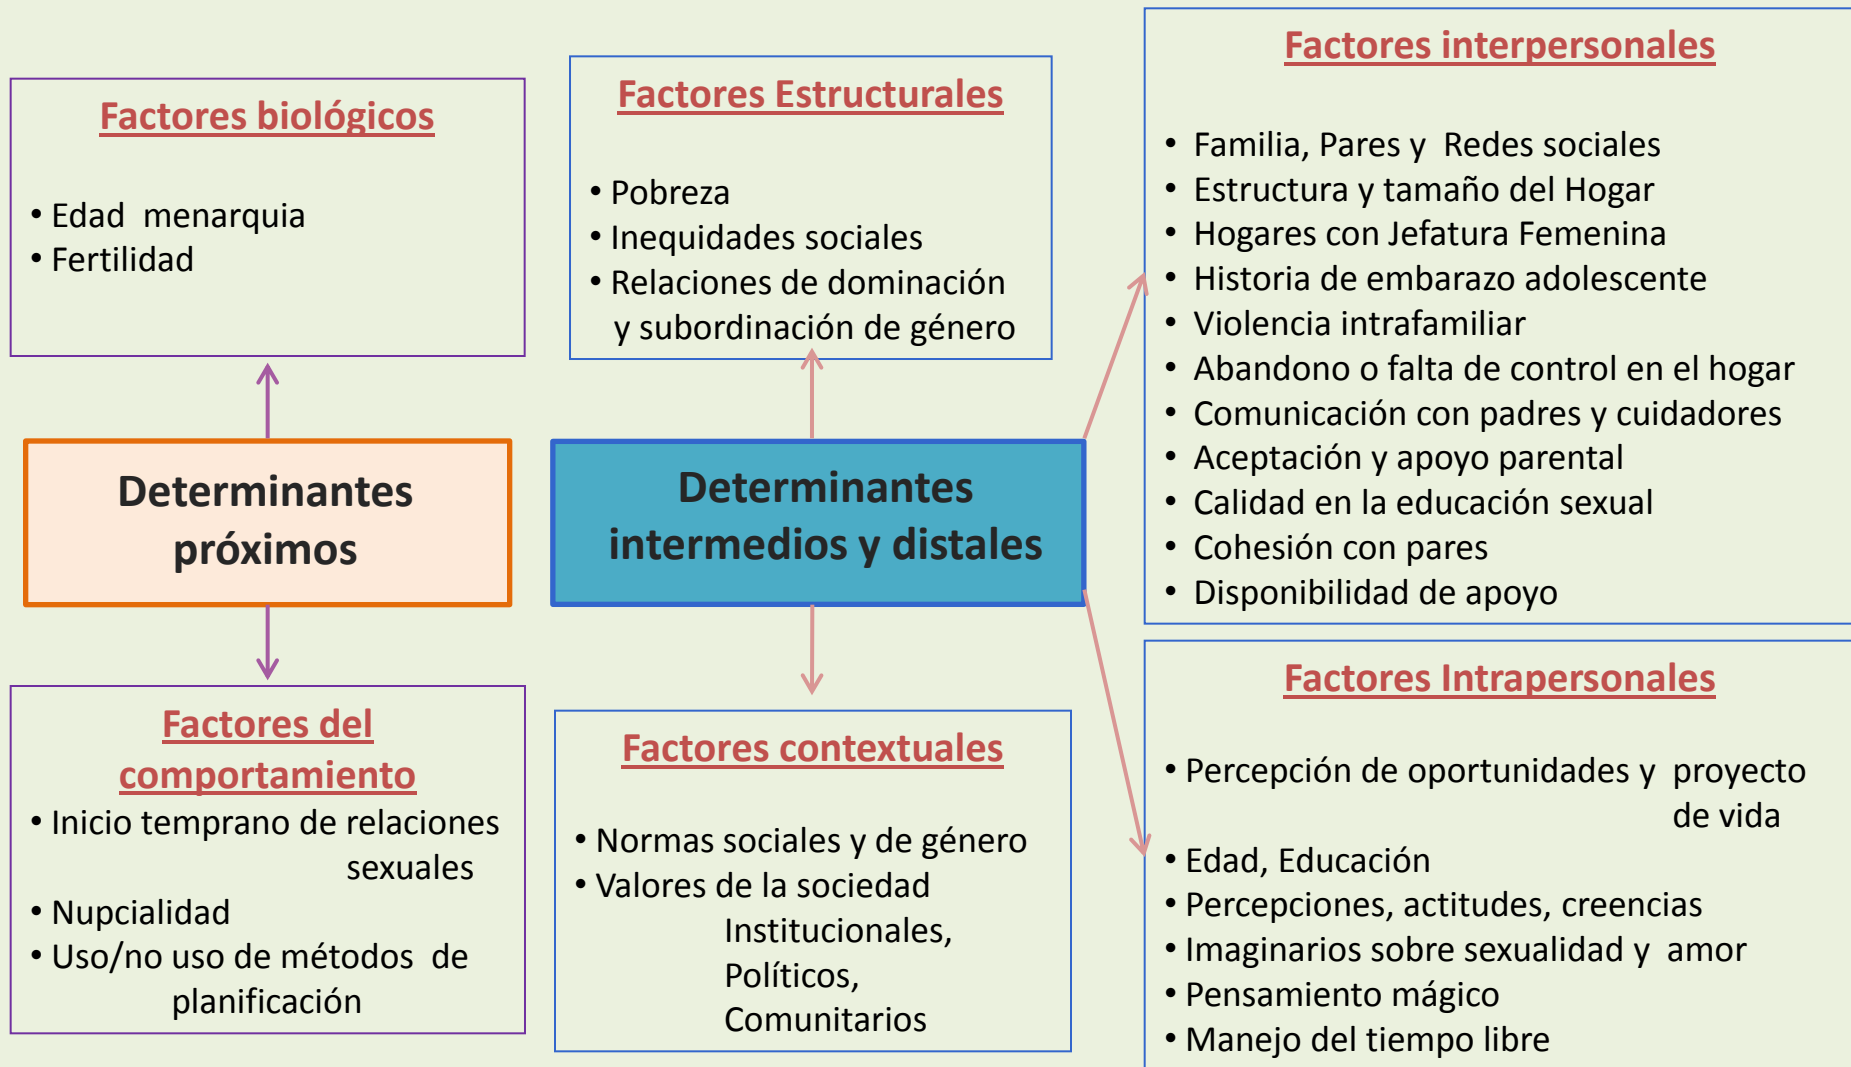 Factores biológicos
• Edad menarquia
• Fertilidad
Determinantes
próximos
Factores del
comportamiento
• Inicio temprano de relaciones
sexuales
• Nupcialidad
• Uso/no uso de métodos de
planificación
Factores Estructurales
• Pobreza
• Inequidades sociales
• Relaciones de dominación
y subordinación de género
Determinantes
intermedios y distales
Factores contextuales
• Normas sociales y de género
• Valores de la sociedad
Institucionales,
Políticos,
Comunitarios
Factores interpersonales
• Familia, Pares y Redes sociales
• Estructura y tamaño del Hogar
• Hogares con Jefatura Femenina
• Historia de embarazo adolescente
• Violencia intrafamiliar
• Abandono o falta de control en el hogar
• Comunicación con padres y cuidadores
• Aceptación y apoyo parental
• Calidad en la educación sexual
• Cohesión con pares
• Disponibilidad de apoyo
Factores Intrapersonales
• Percepción de oportunidades y proyecto
de vida
• Edad, Educación
• Percepciones, actitudes, creencias
• Imaginarios sobre sexualidad y amor
• Pensamiento mágico
• Manejo del tiempo libre